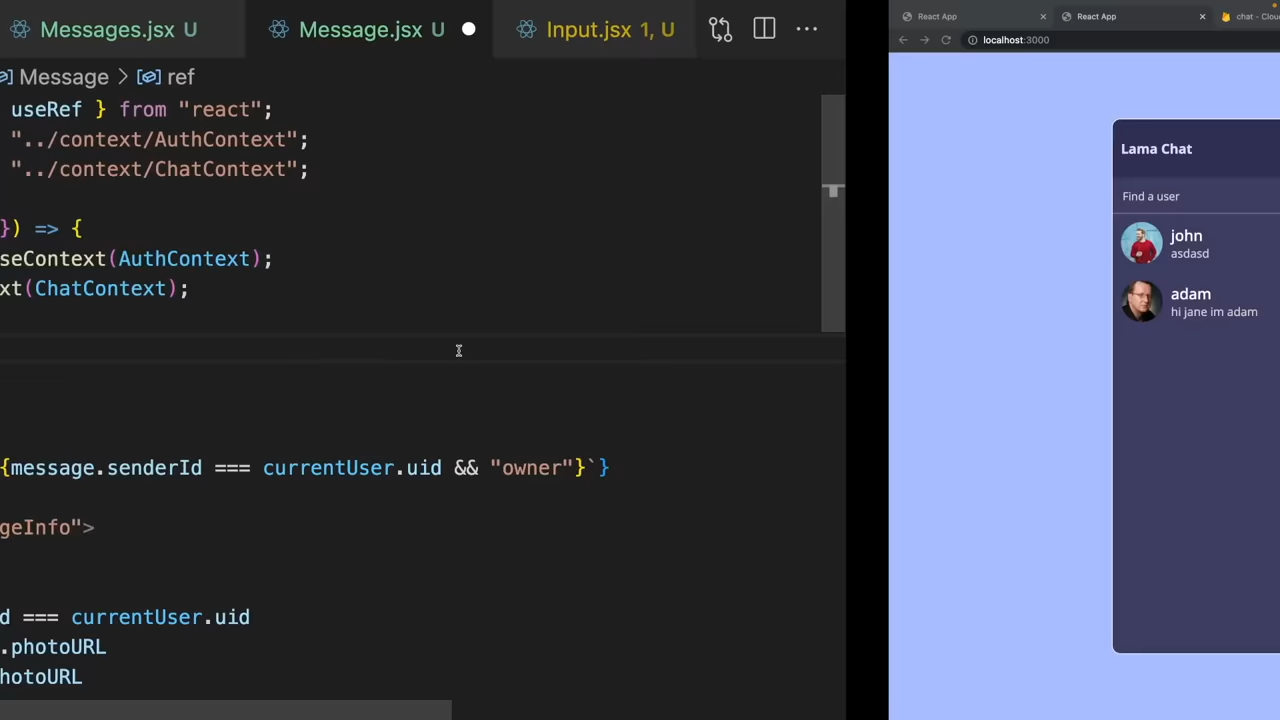 Messages.jsx U
Message.jsx U
Input.jsx 1, U
Message > ref
useRef } from "react";
"../context/AuthContext";
"../context/ChatContext";
}) => {
seContext(AuthContext);
xt(ChatContext);
{message.senderId === currentUser.uid && "owner"}`}
geInfo">
d === currentUser.uid
.photoURL
hotoURL
React App
React App
chat - Clou
localhost:3000
Lama Chat
Find a user
john
asdasd
adam
hi jane im adam